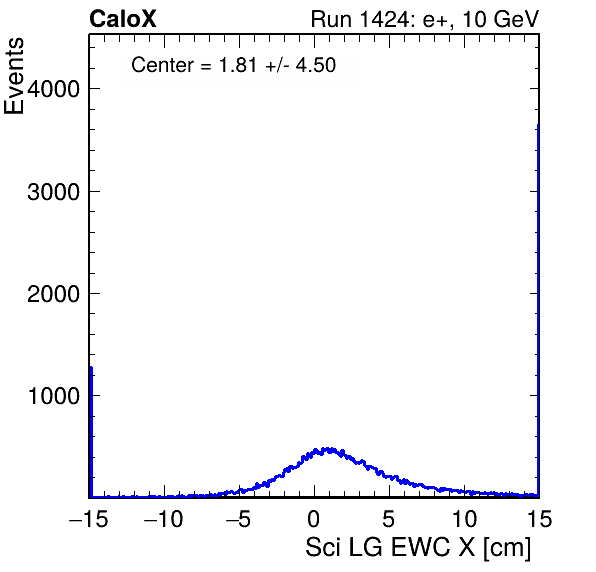 CaloX Run 1424: e+, 10 GeV
Events
Center = 1.81 +/- 4.50
4000
3000
2000
1000
−15 −10 −5 0 5 10 15
Sci LG EWC X [cm]